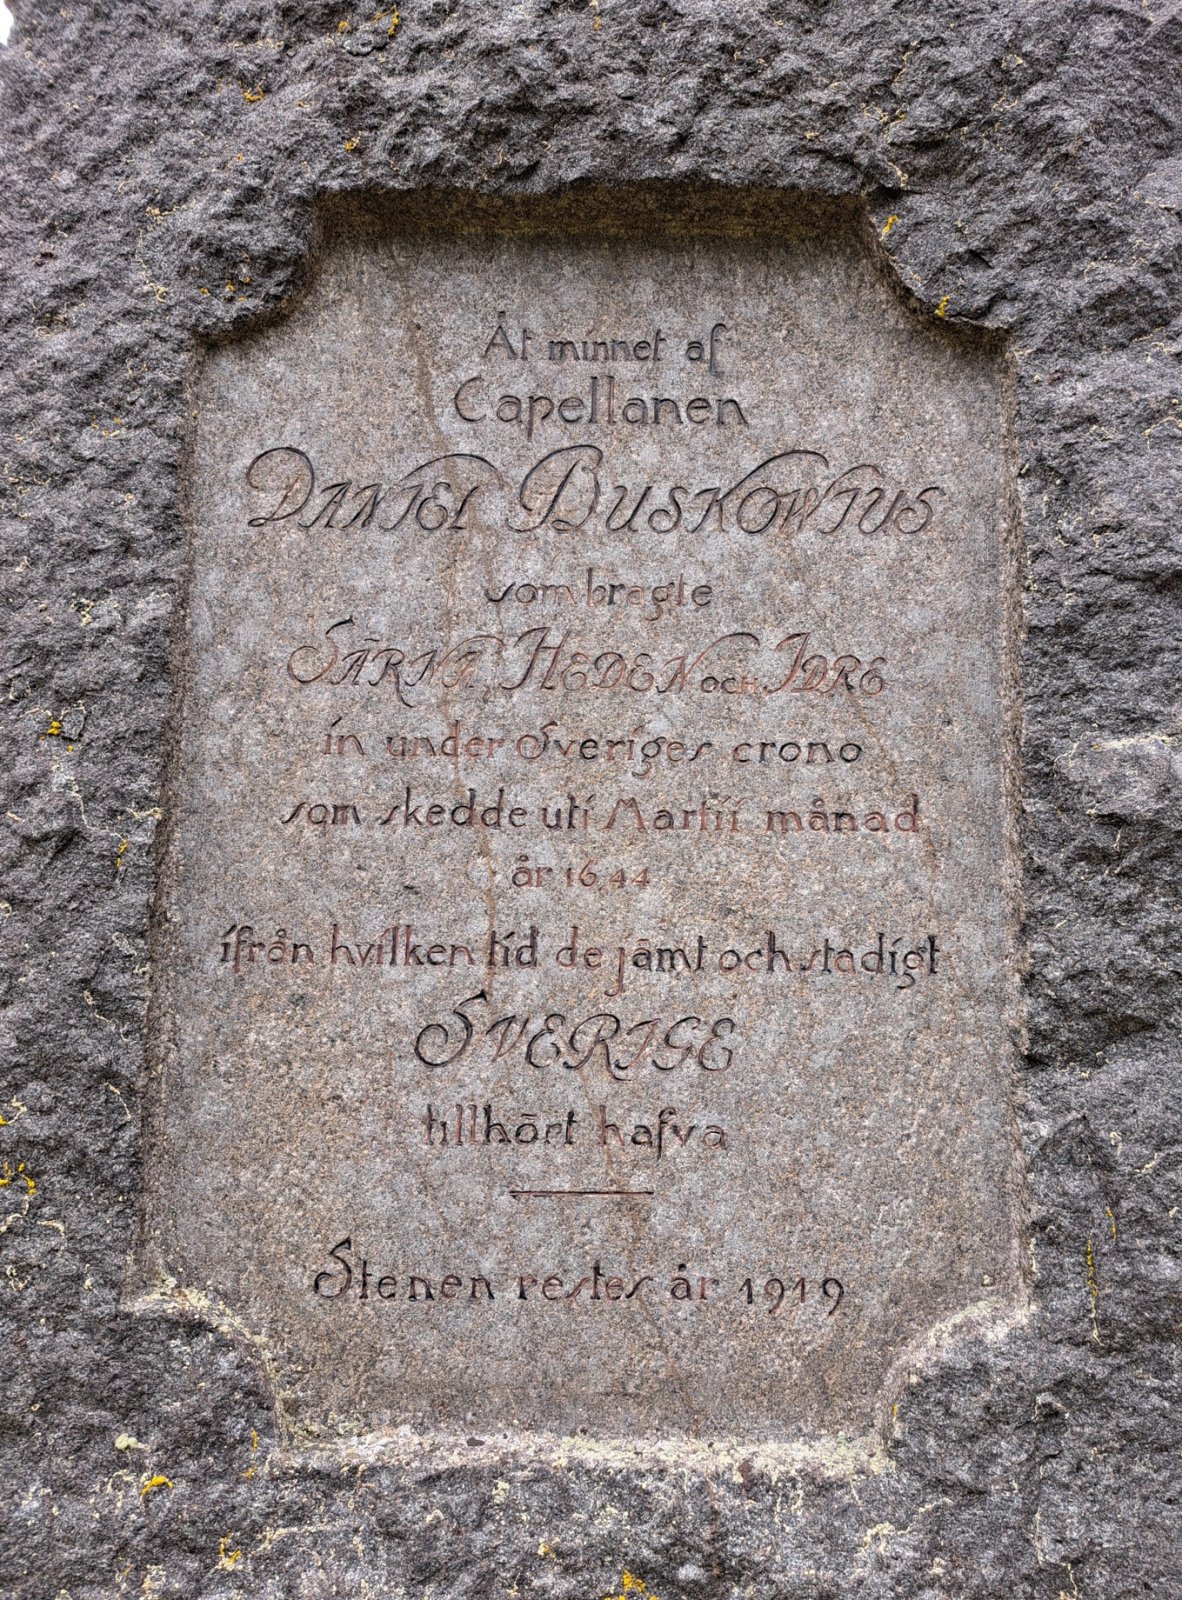 Åt minnet af
Capellanen
DANIEL BUSKOWIUS
som bragte
SÄRNA, HEDEN OCH IDRE
in under Sveriges crono
som skedde uti Martii månad
år 1644
ifrån hvilken tid de jämt och stadigt
SVERIGE
tillhört hafva
Stenen restes år 1919